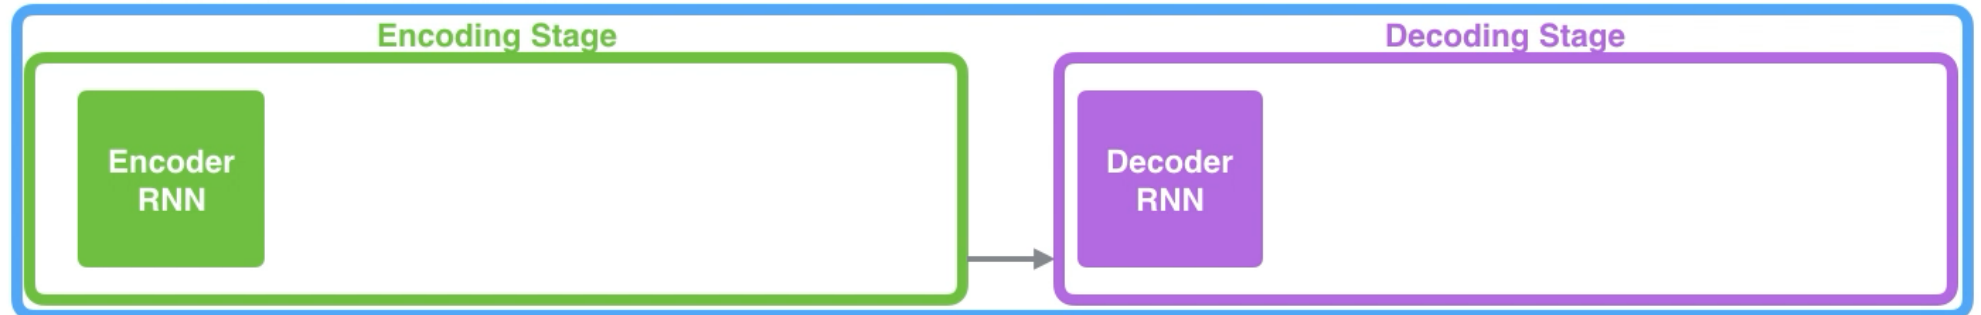 Encoding Stage
Decoding Stage
Encoder
RNN
Decoder
RNN